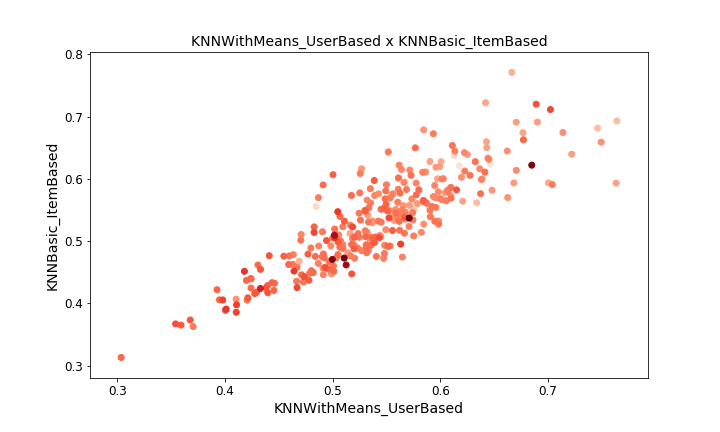 KNNWithMeans_UserBased x KNNBasic_ItemBased
KNNBasic_ItemBased
0.8
0.7
0.6
0.5
0.4
0.3
0.3 0.4 0.5 0.6 0.7
KNNWithMeans_UserBased